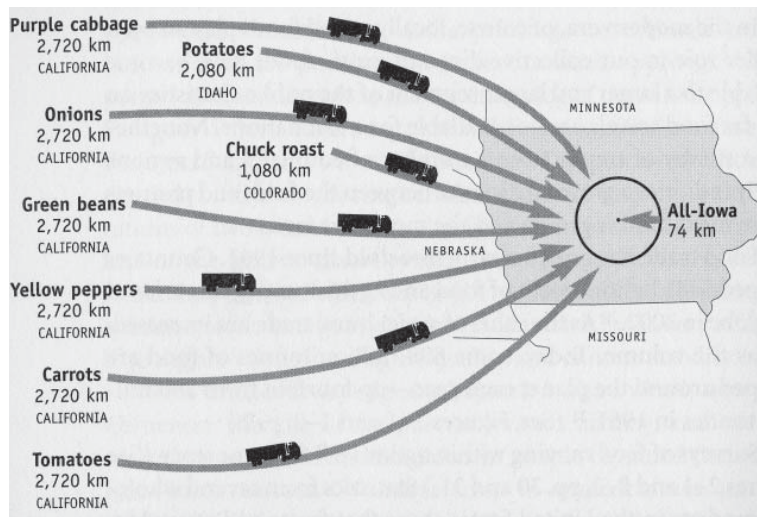 Purple cabbage
2,720 km
CALIFORNIA
Potatoes
2,080 km
IDAHO
Onions
2,720 km
CALIFORNIA
Chuck roast
1,080 km
COLORADO
Green beans
2,720 km
CALIFORNIA
Yellow peppers
2,720 km
CALIFORNIA
Carrots
2,720 km
CALIFORNIA
Tomatoes
2,720 km
CALIFORNIA
MINNESOTA
All-Iowa
74 km
NEBRASKA
MISSOURI